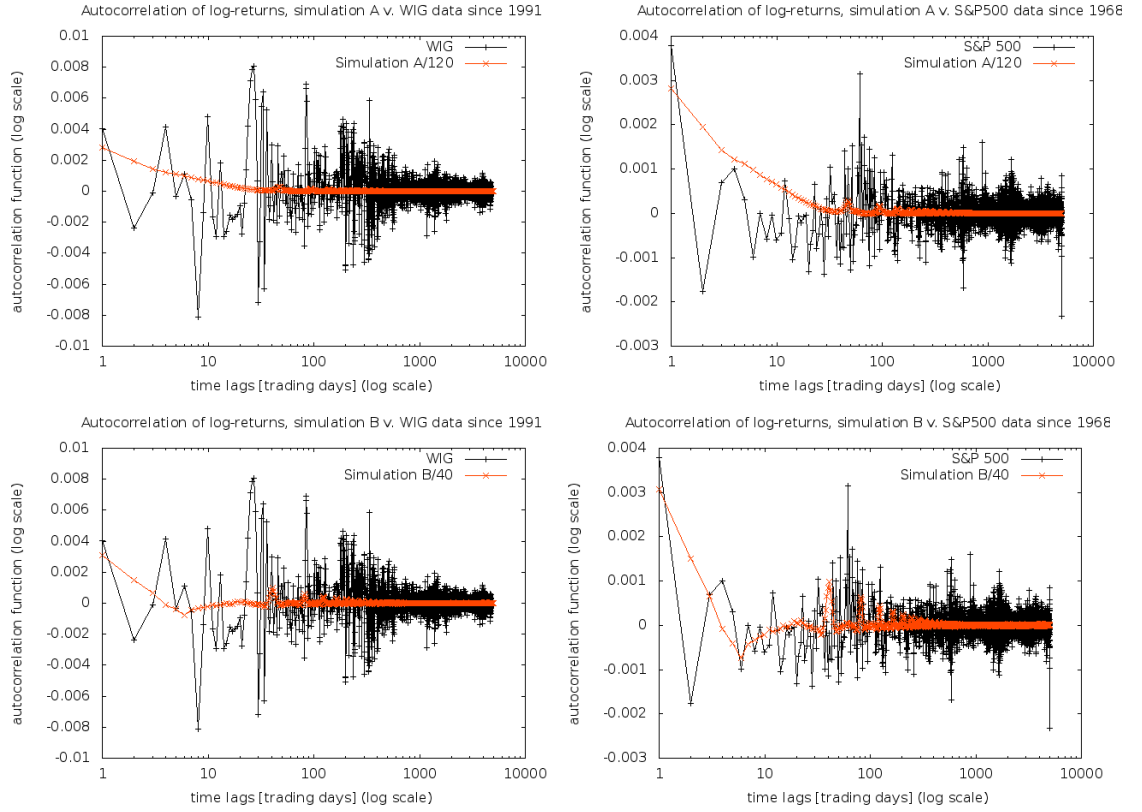 Autocorrelation of log-returns, simulation A v. WIG data since 1991
0.01
0.008
0.006
0.004
0.002
0
-0.002
-0.004
-0.006
-0.008
-0.01
1
10
100
1000
10000
autocorrelation function (log scale)
time lags [trading days] (log scale)
WIG
Simulation A/120
Autocorrelation of log-returns, simulation A v. S&P500 data since 1968
0.004
0.003
0.002
0.001
0
-0.001
-0.002
-0.003
1
10
100
1000
10000
autocorrelation function (log scale)
time lags [trading days] (log scale)
S&P 500
Simulation A/120
Autocorrelation of log-returns, simulation B v. WIG data since 1991
0.01
0.008
0.006
0.004
0.002
0
-0.002
-0.004
-0.006
-0.008
-0.01
1
10
100
1000
10000
autocorrelation function (log scale)
time lags [trading days] (log scale)
WIG
Simulation B/40
Autocorrelation of log-returns, simulation B v. S&P500 data since 1968
0.004
0.003
0.002
0.001
0
-0.001
-0.002
-0.003
1
10
100
1000
10000
autocorrelation function (log scale)
time lags [trading days] (log scale)
S&P 500
Simulation B/40